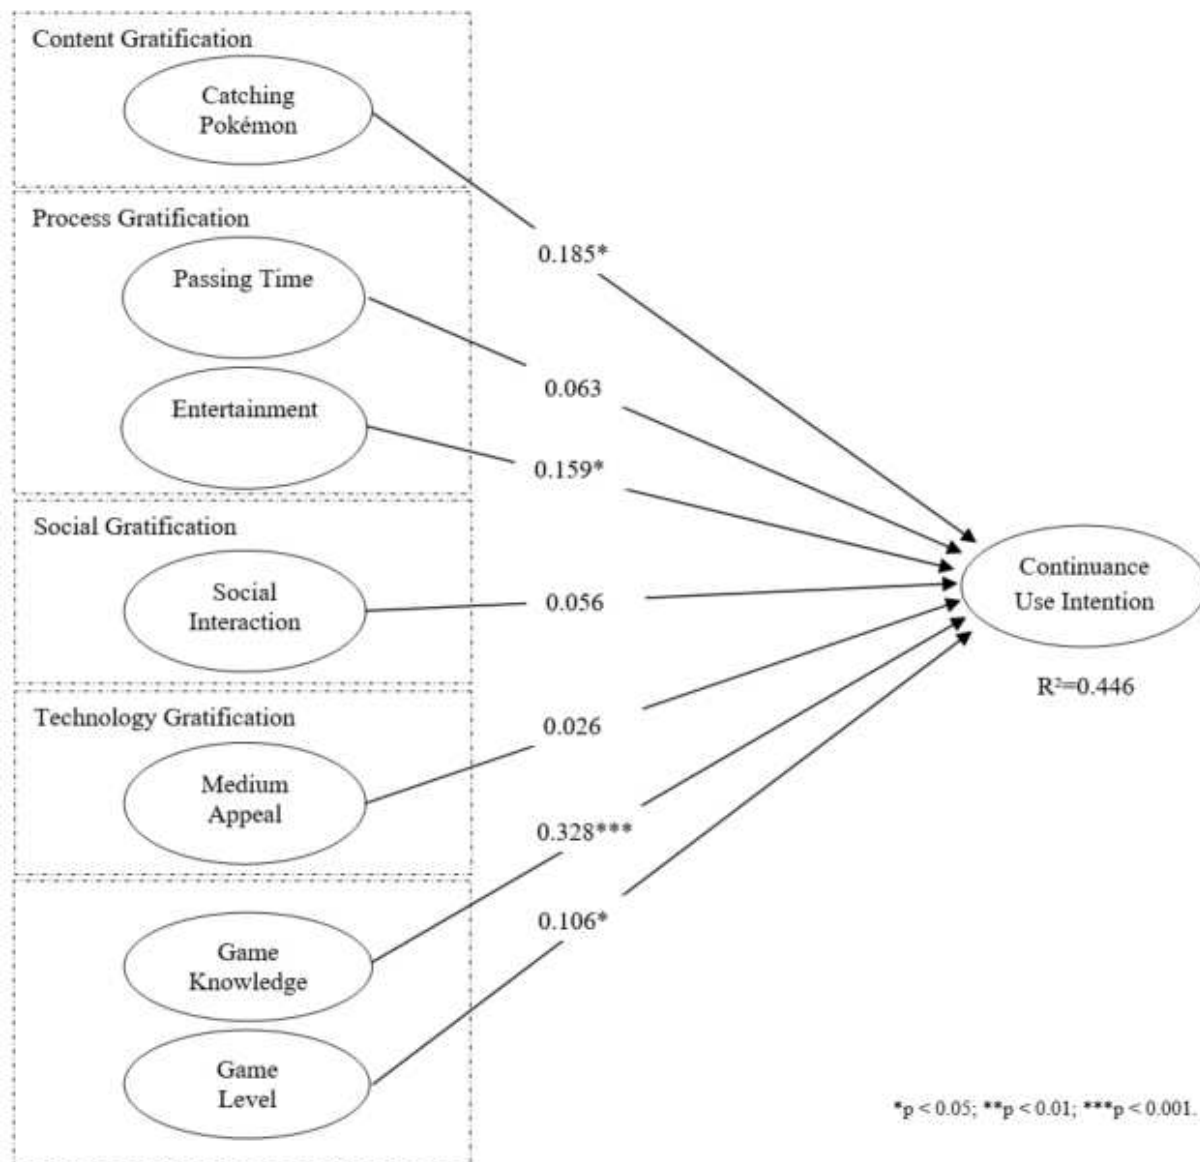 Content Gratification
Catching
Pokémon
Process Gratification
Passing Time
Entertainment
Social Gratification
Social
Interaction
Technology Gratification
Medium
Appeal
Game
Knowledge
Game
Level
0.185*
0.063
0.159*
0.056
0.026
0.328***
0.106*
Continuance
Use Intention
R²=0.446
*p < 0.05; **p < 0.01; ***p < 0.001.